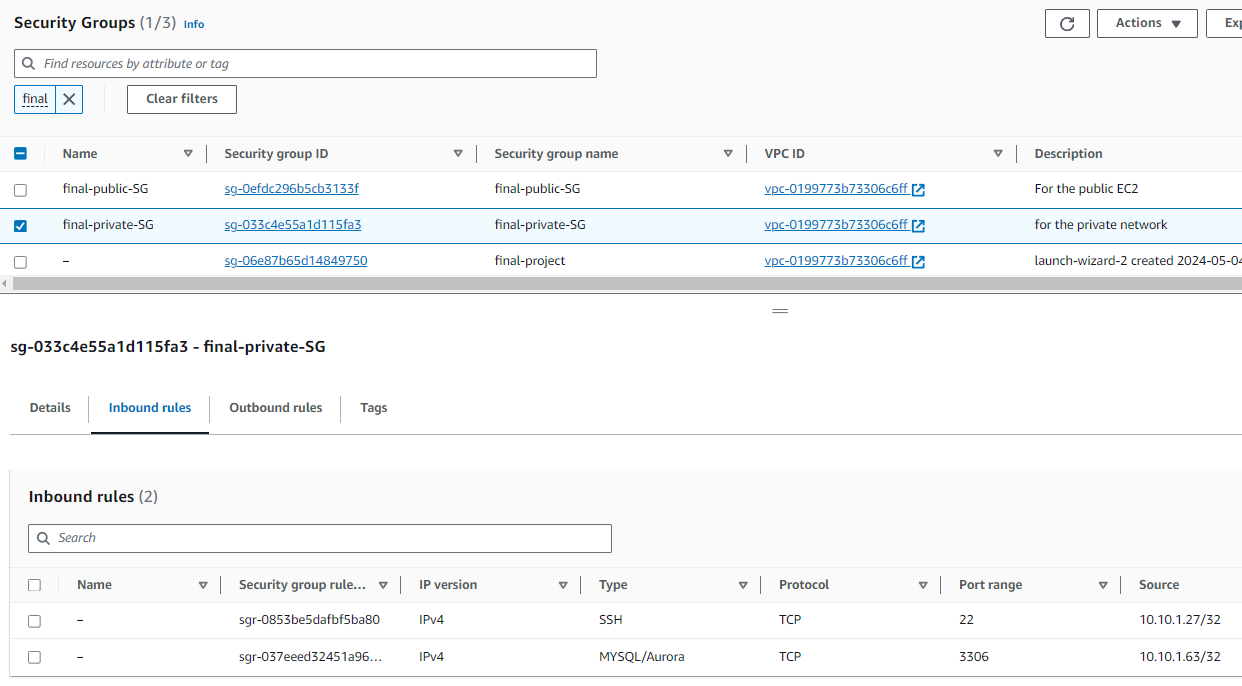 Security Groups (1/3) Info
Actions
Find resources by attribute or tag
final
Clear filters
Name Security group ID Security group name VPC ID Description
final-public-SG sg-0efdc296b5cb3133f final-public-SG vpc-0199773b73306c6ff For the public EC2
final-private-SG sg-033c4e55a1d115fa3 final-private-SG vpc-0199773b73306c6ff for the private network
– sg-06e87b65d14849750 final-project vpc-0199773b73306c6ff launch-wizard-2 created 2024-05-04
sg-033c4e55a1d115fa3 - final-private-SG
Details Inbound rules Outbound rules Tags
Inbound rules (2)
Search
Name Security group rule... IP version Type Protocol Port range Source
– sgr-0853be5dafbf5ba80 IPv4 SSH TCP 22 10.10.1.27/32
– sgr-037eeed32451a96... IPv4 MYSQL/Aurora TCP 3306 10.10.1.63/32